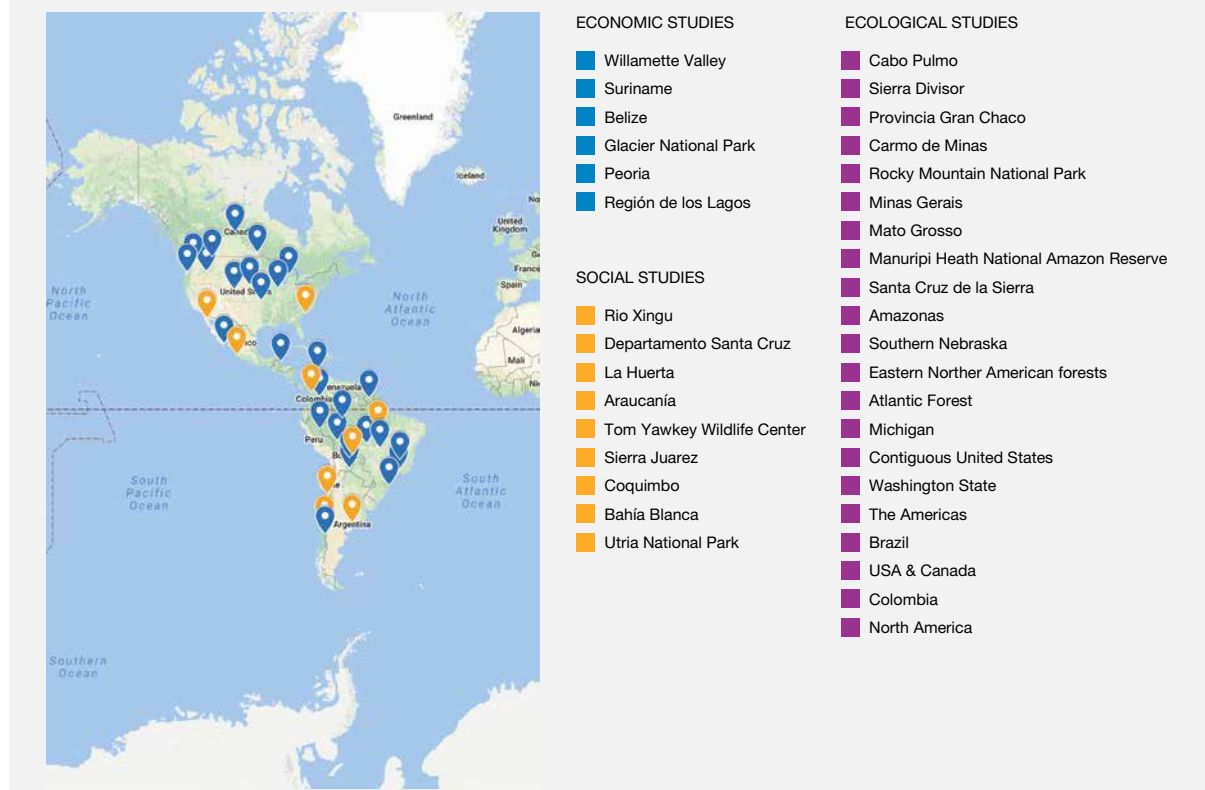 Greenland
Iceland
United
Kingdom
France
Spain
Algeria
Mali
North
Pacific
Ocean
North
Atlantic
Ocean
Venezuela
Colombia
Peru
South
Pacific
Ocean
South
Atlantic
Ocean
Argentina
Southern
Ocean
ECONOMIC STUDIES
Willamette Valley
Suriname
Belize
Glacier National Park
Peoria
Región de los Lagos
SOCIAL STUDIES
Rio Xingu
Departamento Santa Cruz
La Huerta
Araucanía
Tom Yawkey Wildlife Center
Sierra Juarez
Coquimbo
Bahía Blanca
Utria National Park
ECOLOGICAL STUDIES
Cabo Pulmo
Sierra Divisor
Provincia Gran Chaco
Carmo de Minas
Rocky Mountain National Park
Minas Gerais
Mato Grosso
Manuripi Heath National Amazon Reserve
Santa Cruz de la Sierra
Amazonas
Southern Nebraska
Eastern Norther American forests
Atlantic Forest
Michigan
Contiguous United States
Washington State
The Americas
Brazil
USA & Canada
Colombia
North America